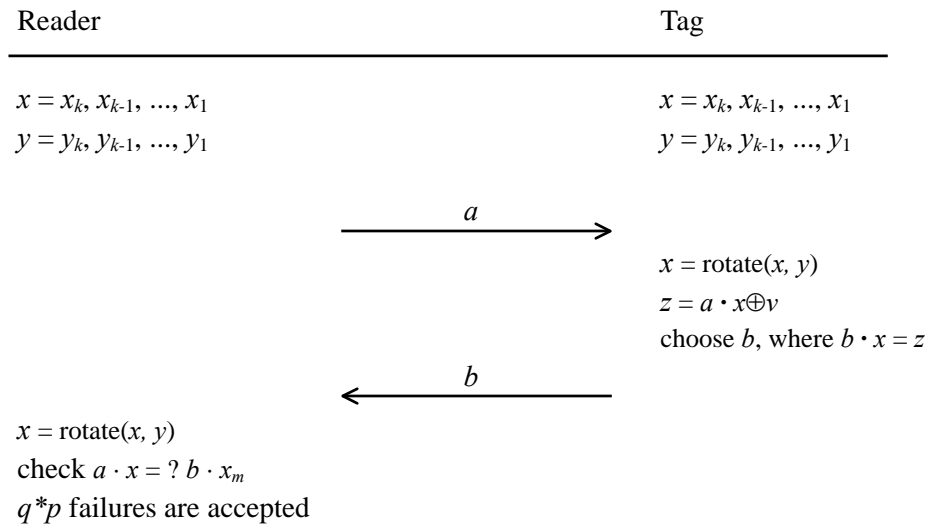 Reader Tag
x = xₖ, xₖ₋₁, ..., x₁ x = xₖ, xₖ₋₁, ..., x₁
y = yₖ, yₖ₋₁, ..., y₁ y = yₖ, yₖ₋₁, ..., y₁
a
x = rotate(x, y)
z = a · x⊕v
choose b, where b · x = z
b
x = rotate(x, y)
check a · x = ? b · xₘ
q*p failures are accepted